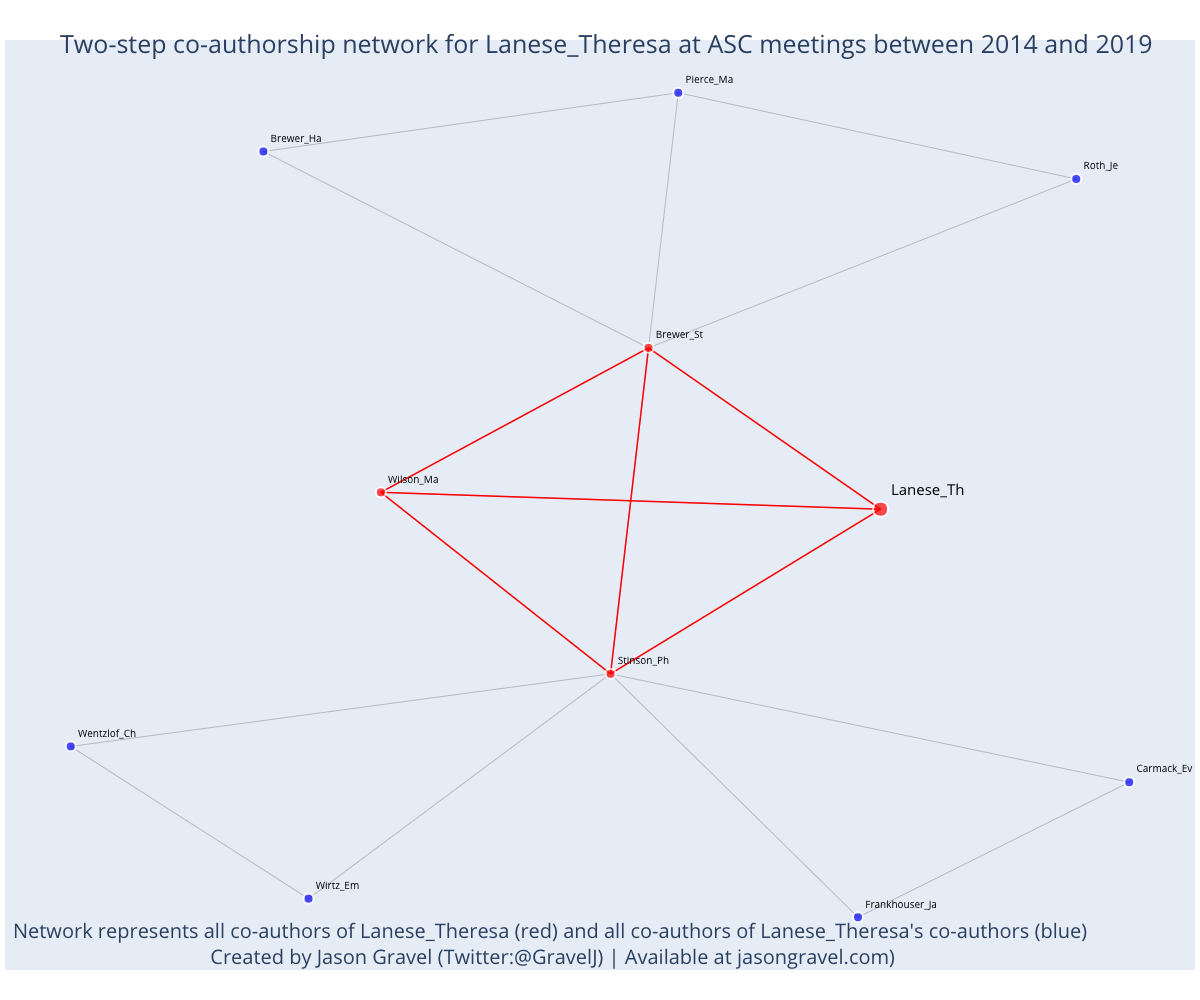 Two-step co-authorship network for Lanese_Theresa at ASC meetings between 2014 and 2019
Pierce_Ma
Brewer_Ha
Roth_Je
Brewer_St
Wilson_Ma
Lanese_Th
Stinson_Ph
Wentzlof_Ch
Carmack_Ev
Wirtz_Em
Frankhouser_Ja
Network represents all co-authors of Lanese_Theresa (red) and all co-authors of Lanese_Theresa's co-authors (blue)
Created by Jason Gravel (Twitter:@GravelJ) | Available at jasongravel.com)